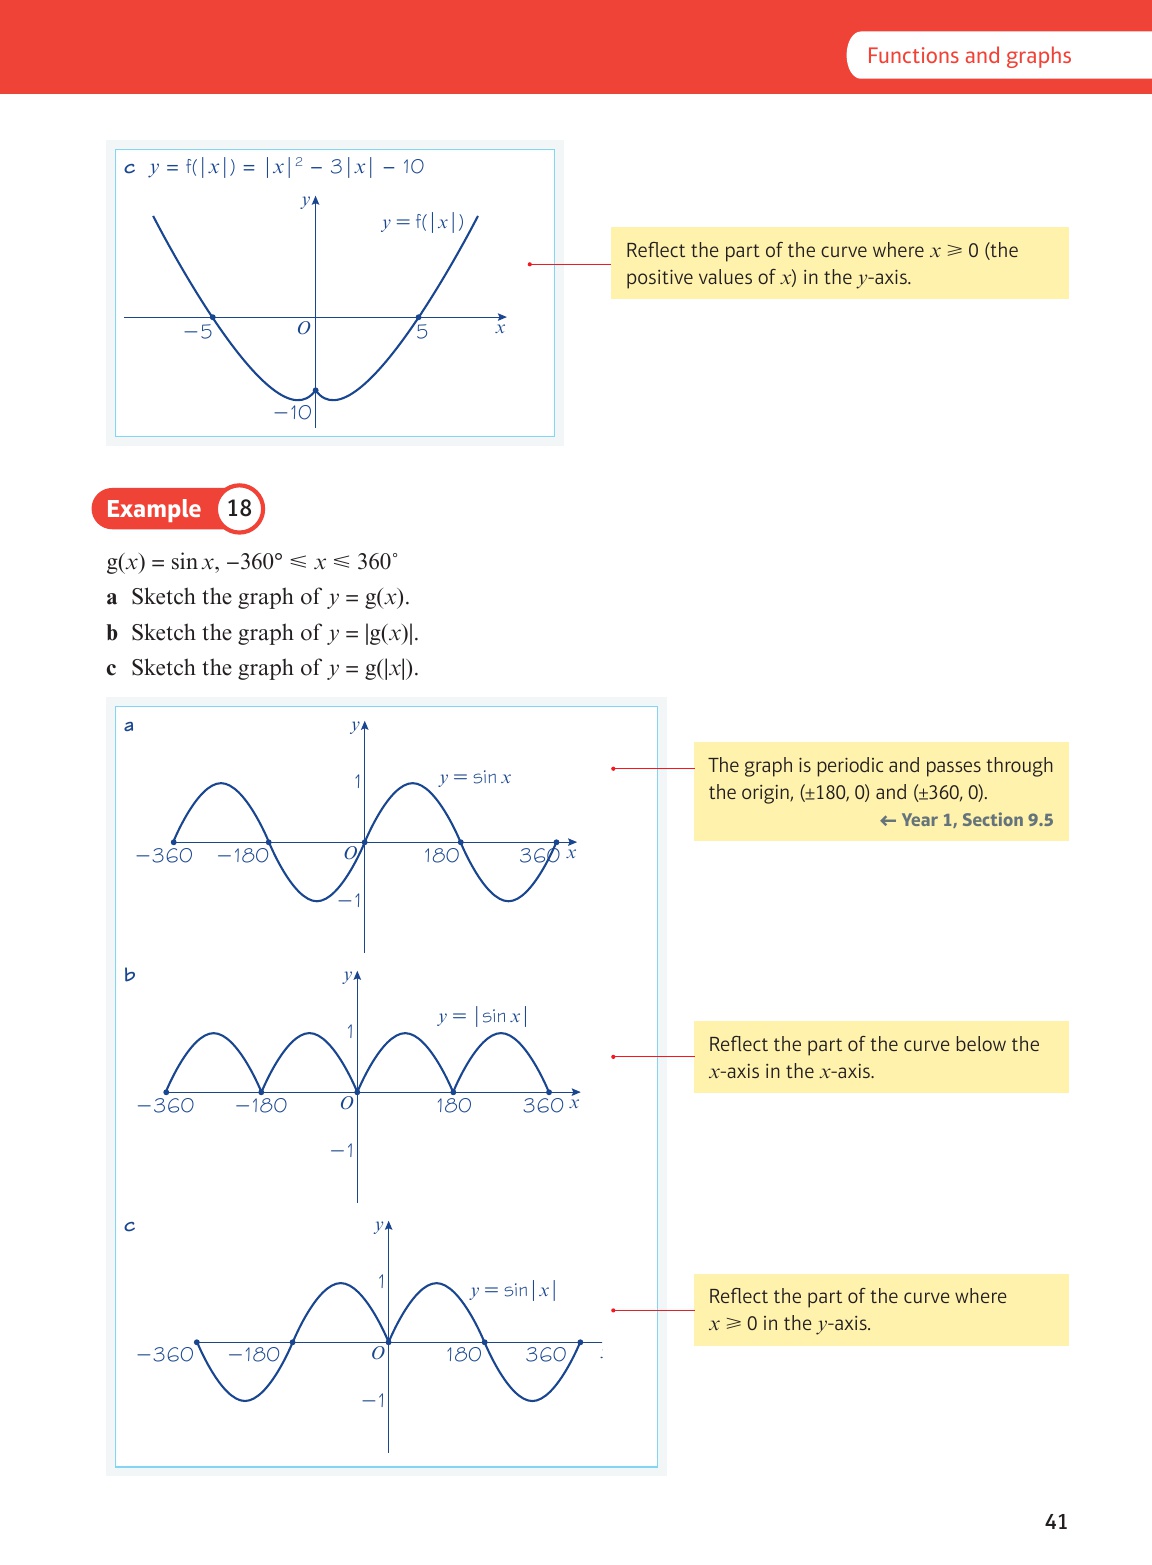 Functions and graphs
c y = f(|x|) = |x|² − 3|x| − 10
y
y = f(|x|)
−5
O
5
x
−10
Reflect the part of the curve where x ⩾ 0 (the
positive values of x) in the y-axis.
Example 18
g(x) = sin x, −360° ⩽ x ⩽ 360°
a Sketch the graph of y = g(x).
b Sketch the graph of y = |g(x)|.
c Sketch the graph of y = g(|x|).
a
y
1
y = sin x
−360
−180
O
180
360
x
−1
The graph is periodic and passes through
the origin, (±180, 0) and (±360, 0).
← Year 1, Section 9.5
b
y
1
y = |sin x|
−360
−180
O
180
360
x
−1
Reflect the part of the curve below the
x-axis in the x-axis.
c
y
1
y = sin|x|
−360
−180
O
180
360
−1
Reflect the part of the curve where
x ⩾ 0 in the y-axis.
41